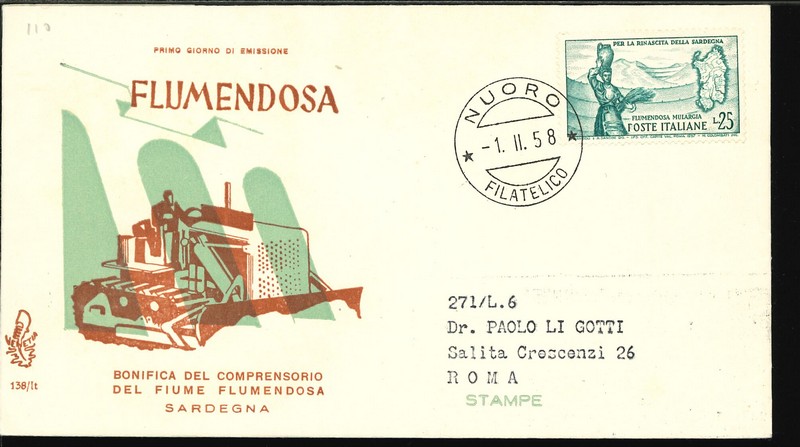 110
PRIMO GIORNO DI EMISSIONE
FLUMENDOSA
NUORO
-1. II. 58
FILATELICO
PER LA RINASCITA DELLA SARDEGNA
FLUMENDOSA MULARGIA
POSTE ITALIANE L.25
271/L.6
Dr. PAOLO LI GOTTI
Salita Crescenzi 26
ROMA
STAMPE
138/It
BONIFICA DEL COMPRENSORIO
DEL FIUME FLUMENDOSA
SARDEGNA